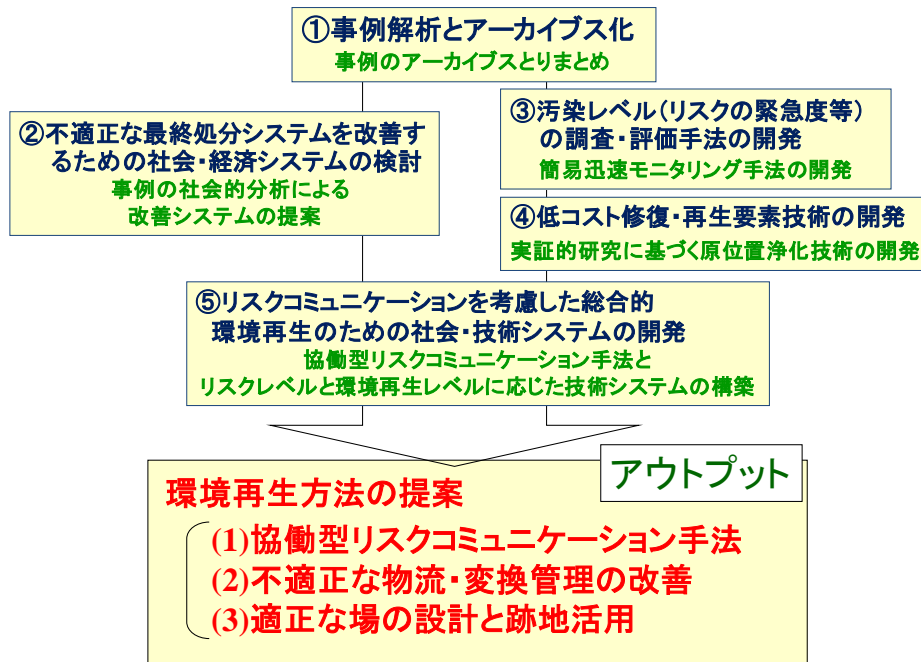 ①事例解析とアーカイブス化
事例のアーカイブスとりまとめ
②不適正な最終処分システムを改善す
るための社会・経済システムの検討
事例の社会的分析による
改善システムの提案
③汚染レベル（リスクの緊急度等）
の調査・評価手法の開発
簡易迅速モニタリング手法の開発
④低コスト修復・再生要素技術の開発
実証的研究に基づく原位置浄化技術の開発
⑤リスクコミュニケーションを考慮した総合的
環境再生のための社会・技術システムの開発
協働型リスクコミュニケーション手法と
リスクレベルと環境再生レベルに応じた技術システムの構築
アウトプット
環境再生方法の提案
(1)協働型リスクコミュニケーション手法
(2)不適正な物流・変換管理の改善
(3)適正な場の設計と跡地活用